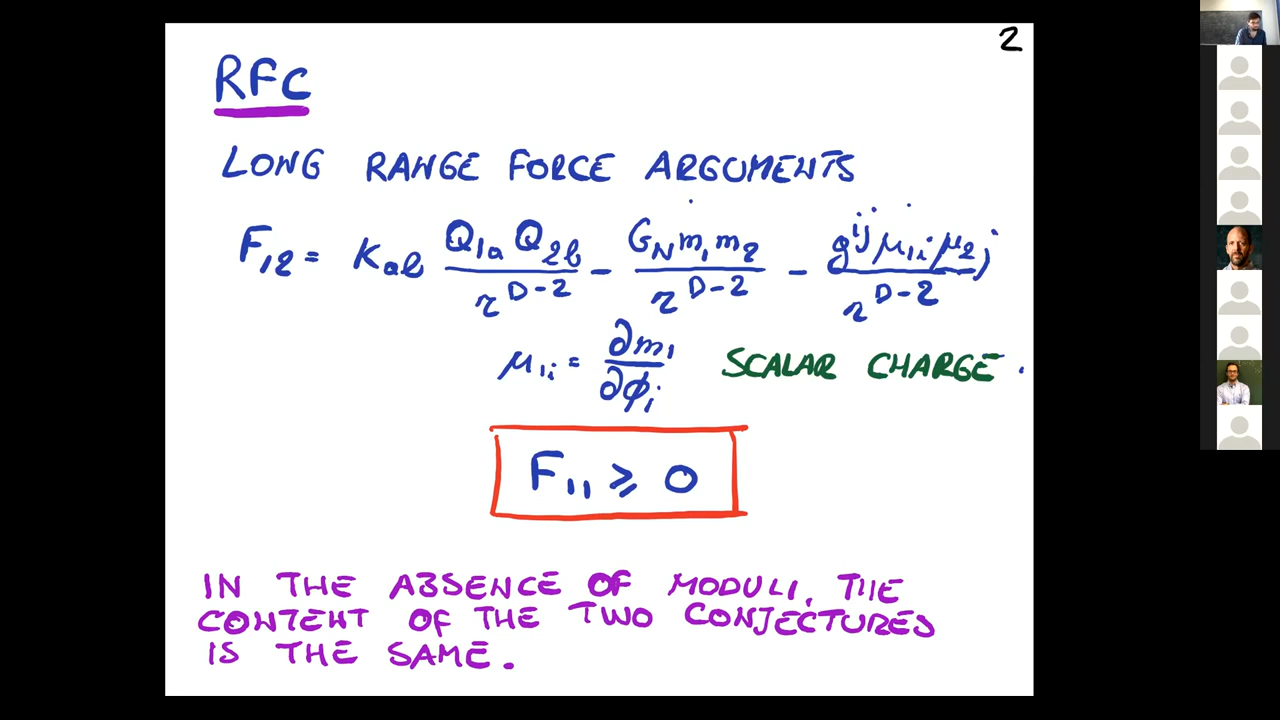 2
RFC
LONG RANGE FORCE ARGUMENTS
F₁₂ = Kab Q₁ₐ Q₂b / r^(D-2) - G_N m₁ m₂ / r^(D-2) - g^ij μ₁ᵢ μ₂ⱼ / r^(D-2)
μ₁ᵢ = ∂m₁ / ∂ϕᵢ SCALAR CHARGE .
F₁₁ ⩾ 0
IN THE ABSENCE OF MODULI, THE
CONTENT OF THE TWO CONJECTURES
IS THE SAME.